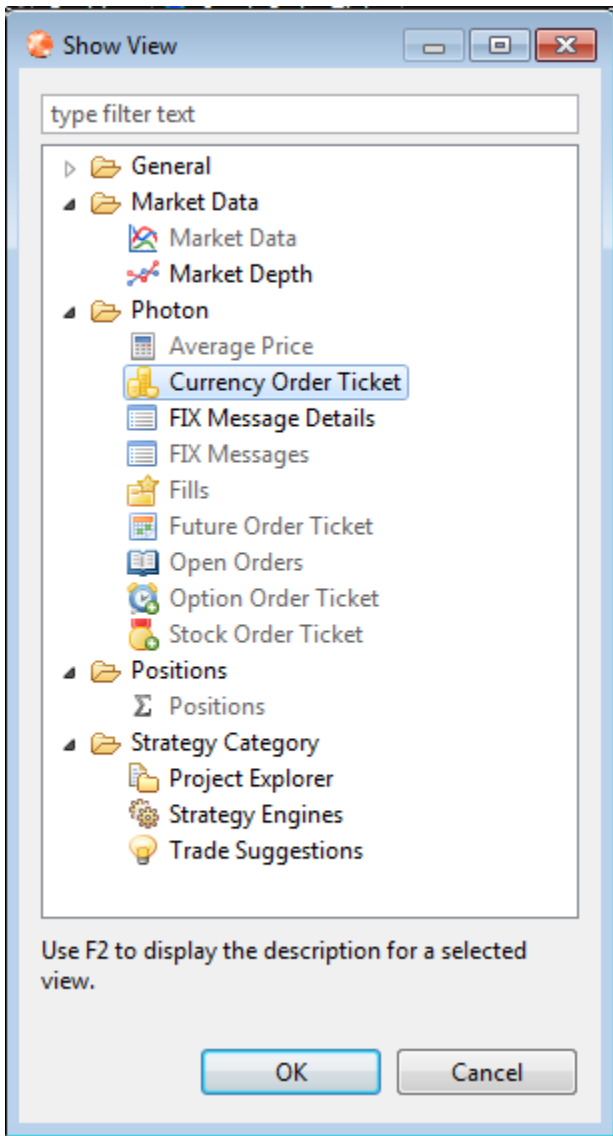 Show View
type filter text
General
Market Data
Market Data
Market Depth
Photon
Average Price
Currency Order Ticket
FIX Message Details
FIX Messages
Fills
Future Order Ticket
Open Orders
Option Order Ticket
Stock Order Ticket
Positions
Σ Positions
Strategy Category
Project Explorer
Strategy Engines
Trade Suggestions
Use F2 to display the description for a selected
view.
OK
Cancel